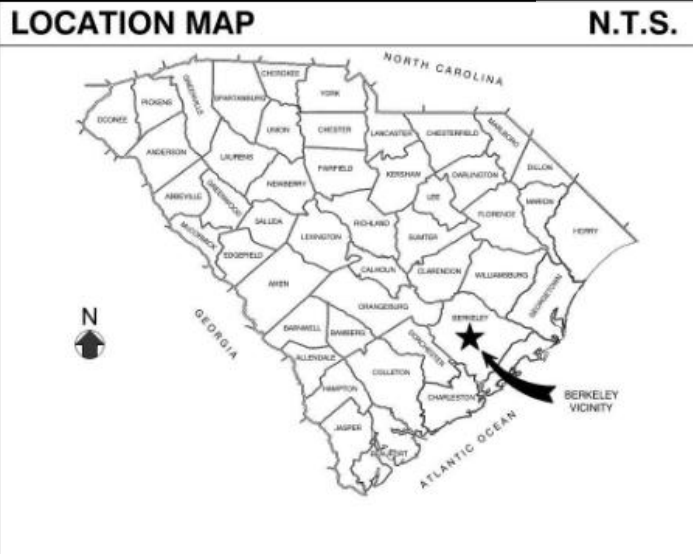 LOCATION MAP
N.T.S.
NORTH CAROLINA
CHEROKEE
GREENVILLE
SPARTANBURG
YORK
PICKENS
OCONEE
UNION
CHESTER
LANCASTER
CHESTERFIELD
MARLBORO
ANDERSON
LAURENS
FAIRFIELD
KERSHAW
DARLINGTON
DILLON
NEWBERRY
ABBEVILLE
GREENWOOD
LEE
MARION
SALUDA
RICHLAND
FLORENCE
McCORMICK
LEXINGTON
SUMTER
HORRY
EDGEFIELD
CALHOUN
CLARENDON
WILLIAMSBURG
AIKEN
GEORGETOWN
ORANGEBURG
N
GEORGIA
BERKELEY
BARNWELL
BAMBERG
DORCHESTER
ALLENDALE
COLLETON
HAMPTON
CHARLESTON
BERKELEY
VICINITY
JASPER
BEAUFORT
ATLANTIC OCEAN